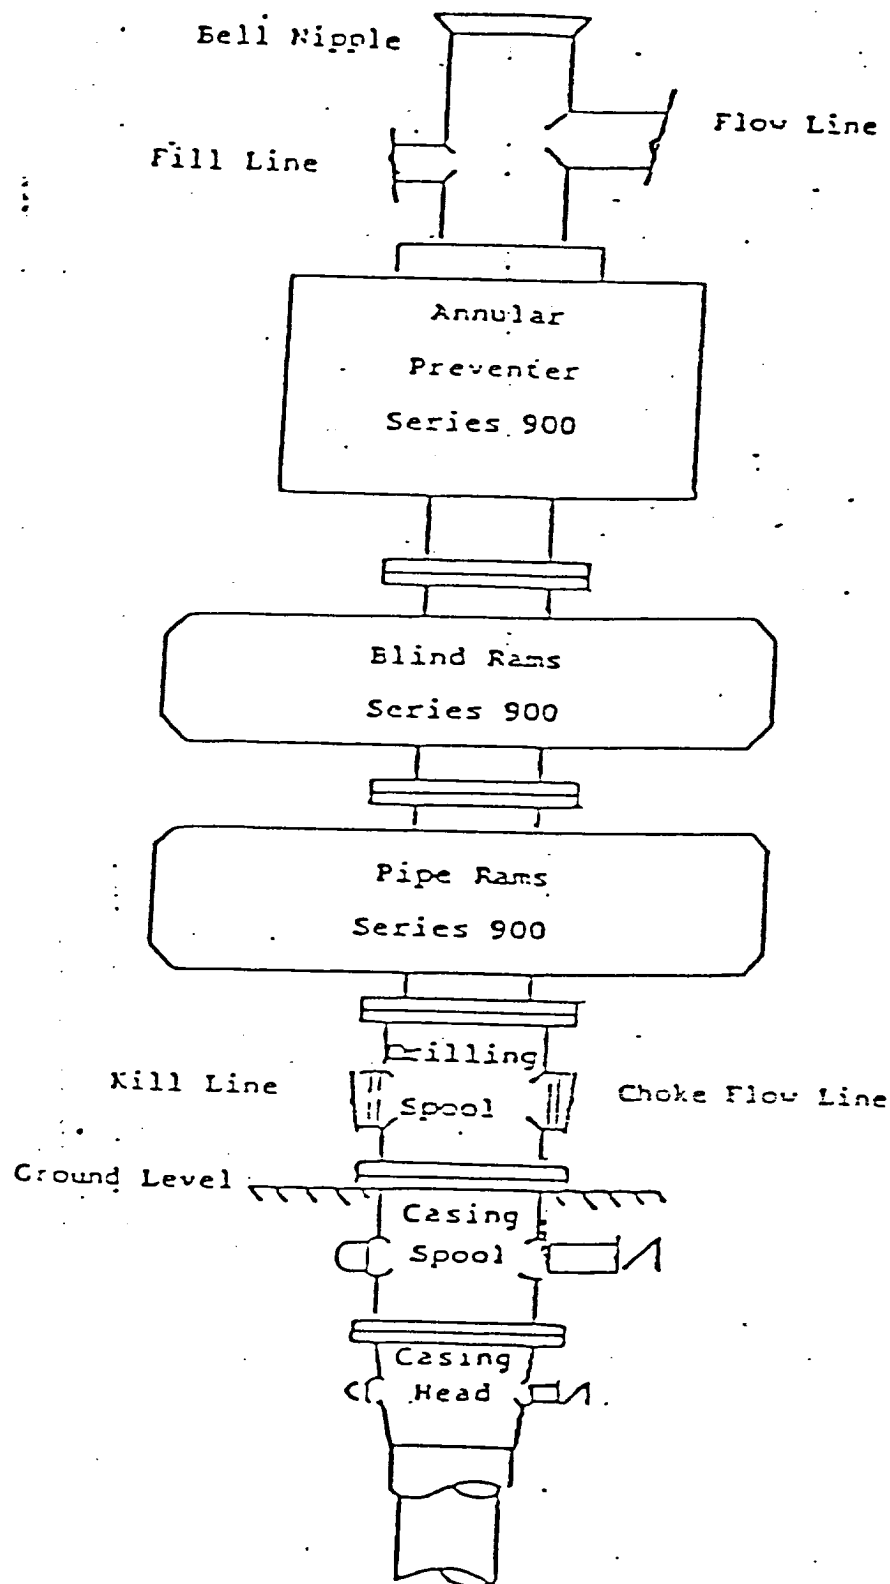 Bell Nipple
Flow Line
Fill Line
Annular
Preventer
Series 900
Blind Rams
Series 900
Pipe Rams
Series 900
Drilling
Kill Line
Spool
Choke Flow Line
Ground Level
Casing
Spool
Casing
Head